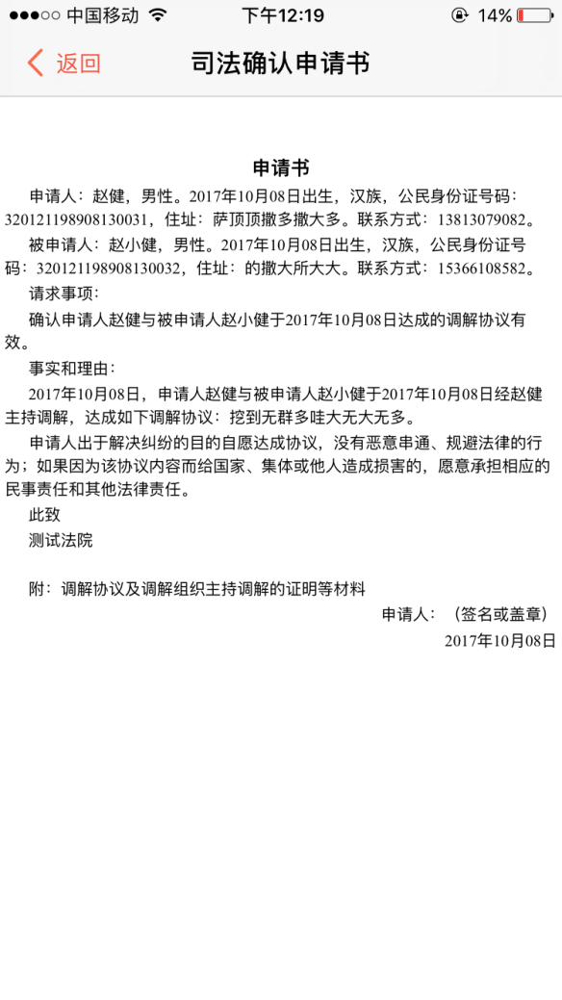 中国移动 下午12:19 14%
返回 司法确认申请书
申请书
申请人：赵健，男性。2017年10月08日出生，汉族，公民身份证号码：
320121198908130031，住址：萨顶顶撒多撒大多。联系方式：13813079082。
被申请人：赵小健，男性。2017年10月08日出生，汉族，公民身份证号
码：320121198908130032，住址：的撒大所大大。联系方式：15366108582。
请求事项：
确认申请人赵健与被申请人赵小健于2017年10月08日达成的调解协议有
效。
事实和理由：
2017年10月08日，申请人赵健与被申请人赵小健于2017年10月08日经赵健
主持调解，达成如下调解协议：挖到无群多哇大无大无多。
申请人出于解决纠纷的目的自愿达成协议，没有恶意串通、规避法律的行
为；如果因为该协议内容而给国家、集体或他人造成损害的，愿意承担相应的
民事责任和其他法律责任。
此致
测试法院
附：调解协议及调解组织主持调解的证明等材料
申请人：（签名或盖章）
2017年10月08日